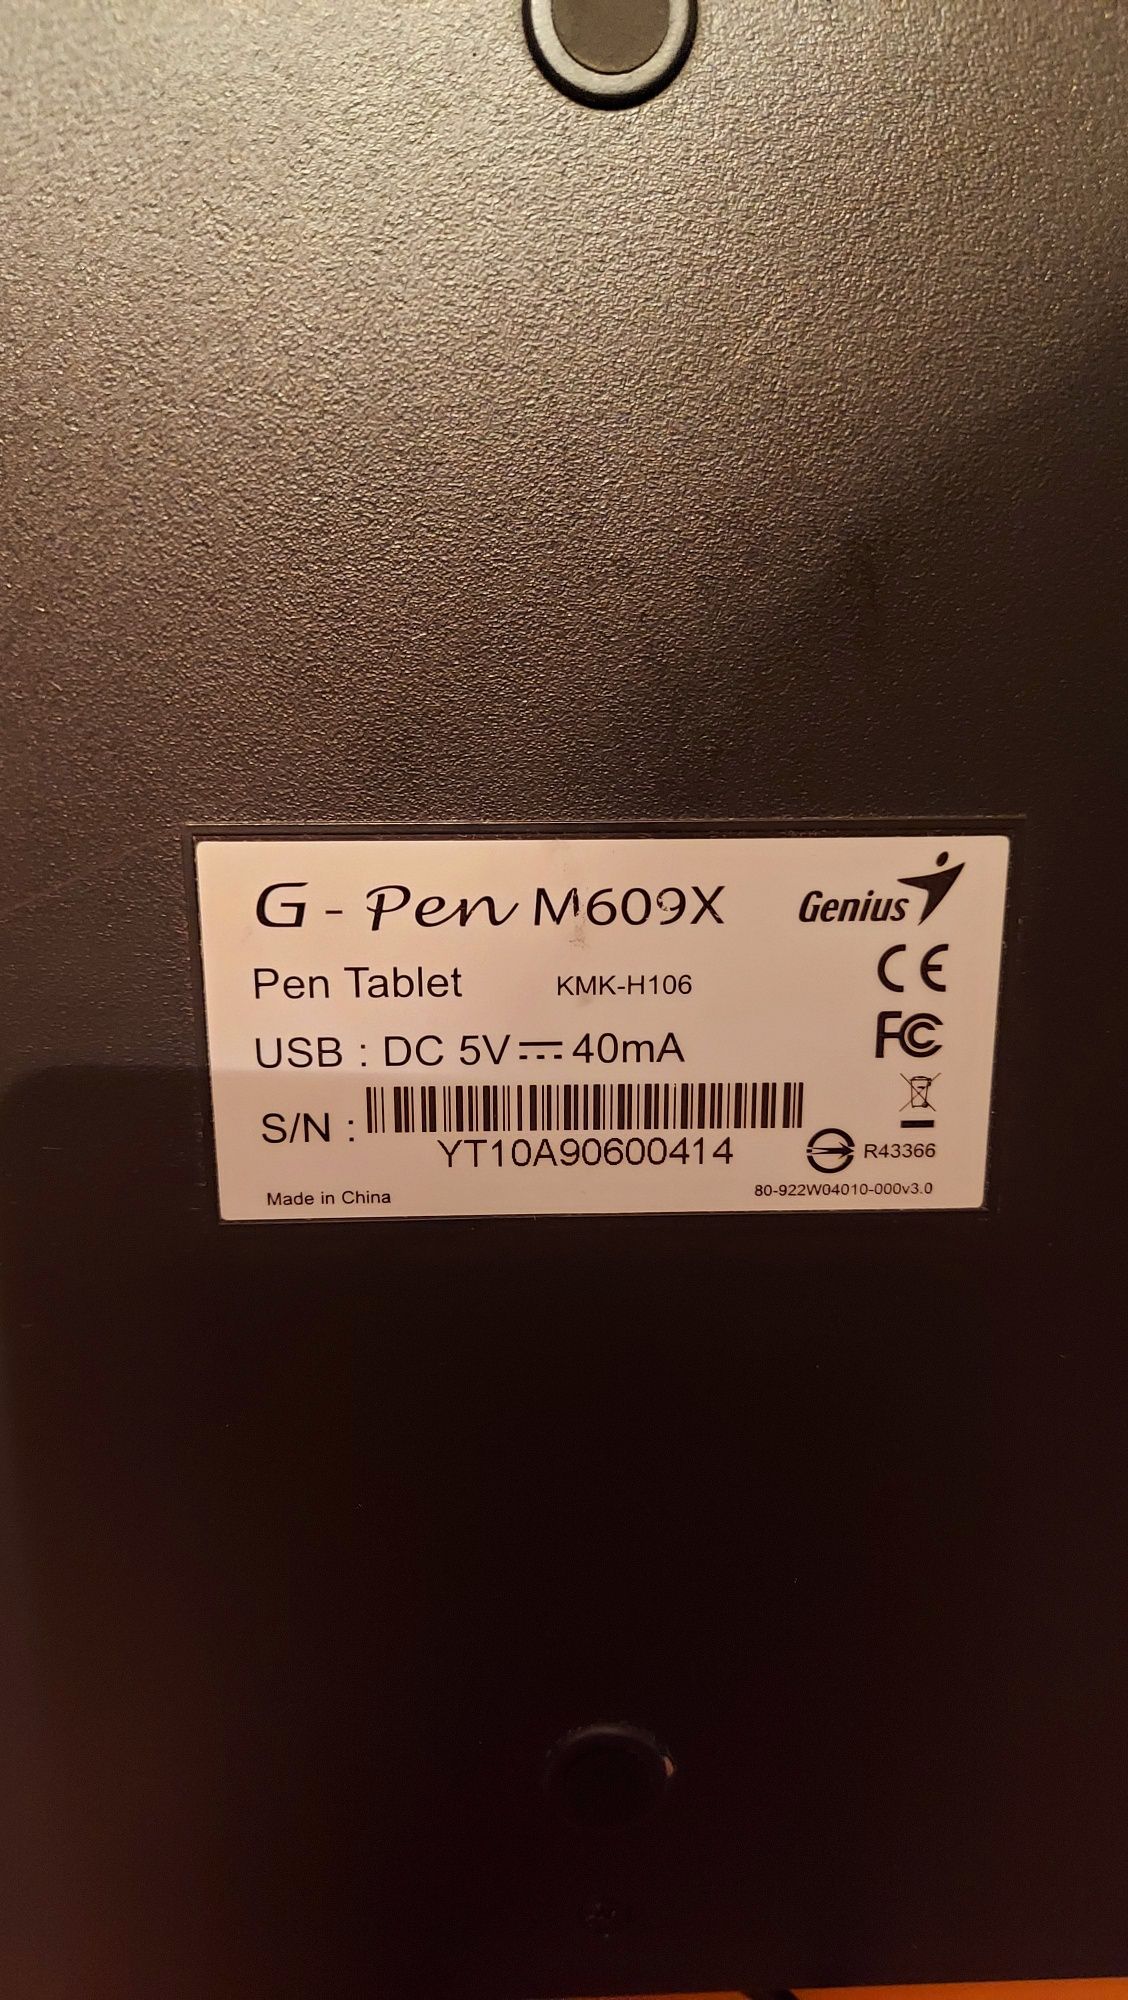 G-Pen M609X
Genius
Pen Tablet KMK-H106
CE
FC
USB : DC 5V⎓40mA
S/N :
YT10A90600414
R43366
Made in China
80-922W04010-000v3.0